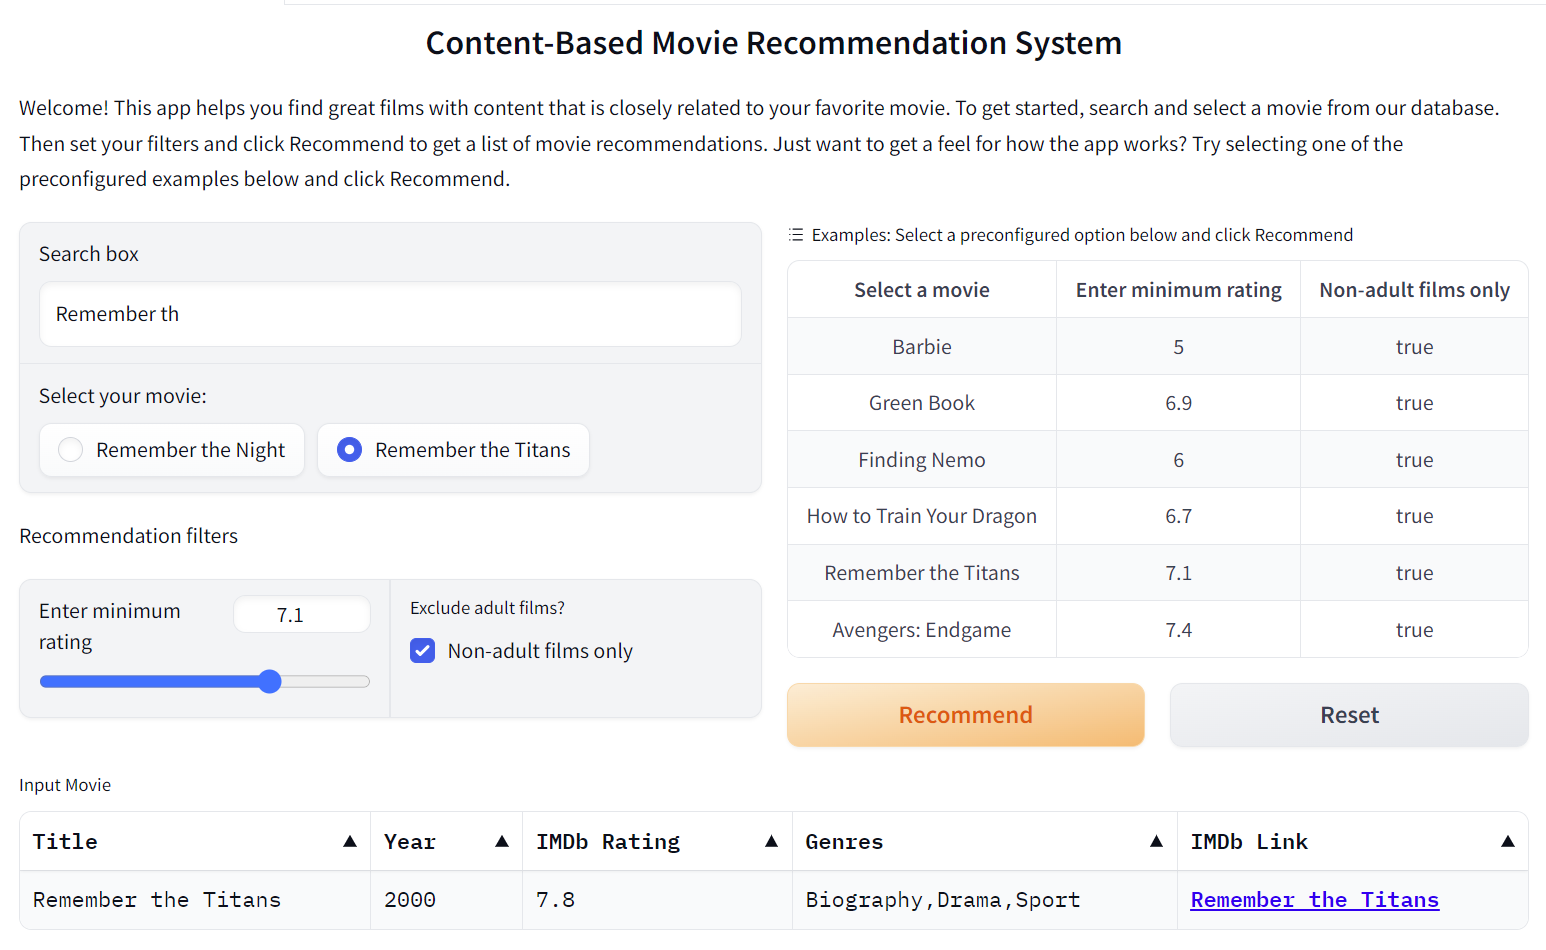 Content-Based Movie Recommendation System
Welcome! This app helps you find great films with content that is closely related to your favorite movie. To get started, search and select a movie from our database.
Then set your filters and click Recommend to get a list of movie recommendations. Just want to get a feel for how the app works? Try selecting one of the
preconfigured examples below and click Recommend.
Search box
Remember th
Select your movie:
Remember the Night Remember the Titans
Recommendation filters
Enter minimum
rating
7.1
Exclude adult films?
Non-adult films only
Examples: Select a preconfigured option below and click Recommend
Select a movie Enter minimum rating Non-adult films only
Barbie 5 true
Green Book 6.9 true
Finding Nemo 6 true
How to Train Your Dragon 6.7 true
Remember the Titans 7.1 true
Avengers: Endgame 7.4 true
Recommend Reset
Input Movie
Title ▲ Year ▲ IMDb Rating ▲ Genres ▲ IMDb Link ▲
Remember the Titans 2000 7.8 Biography,Drama,Sport Remember the Titans